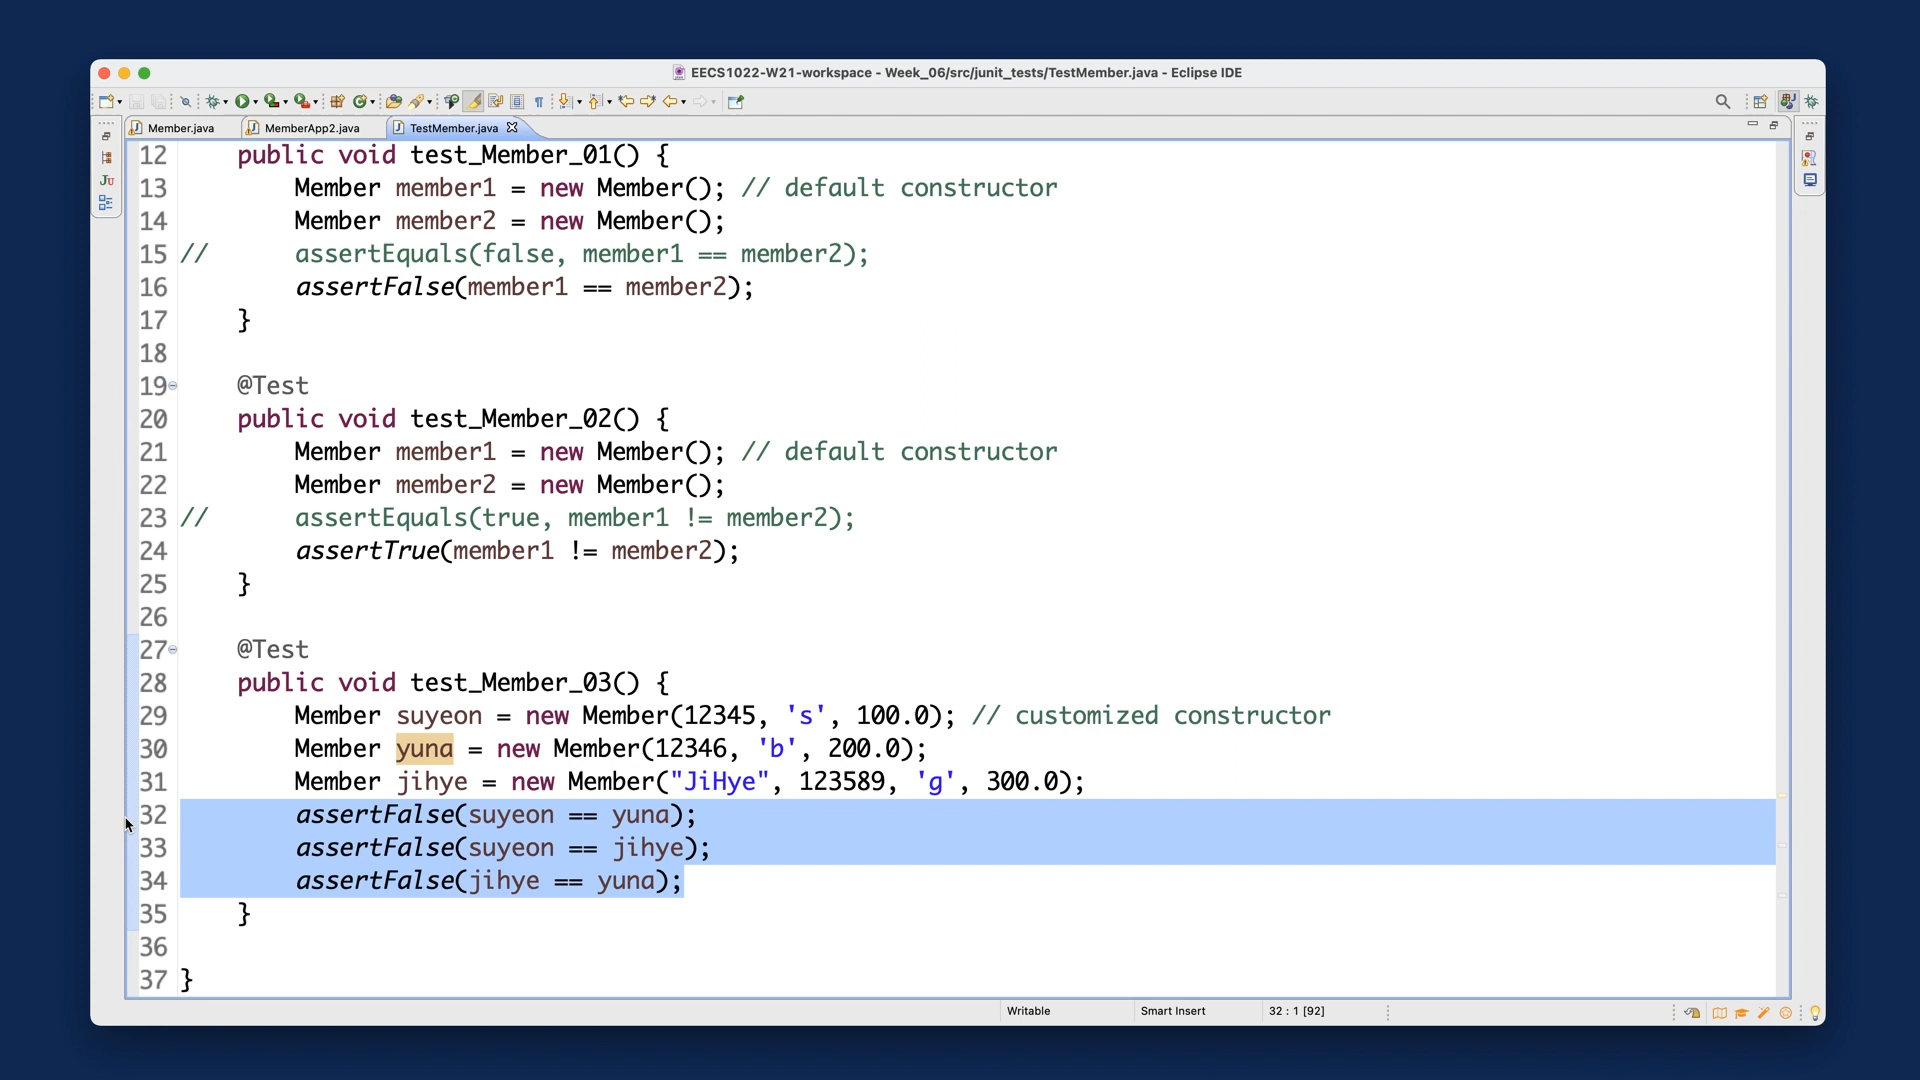 EECS1022-W21-workspace - Week_06/src/junit_tests/TestMember.java - Eclipse IDE
Member.java MemberApp2.java TestMember.java
12 public void test_Member_01() {
13 Member member1 = new Member(); // default constructor
14 Member member2 = new Member();
15 // assertEquals(false, member1 == member2);
16 assertFalse(member1 == member2);
17 }
18
19 @Test
20 public void test_Member_02() {
21 Member member1 = new Member(); // default constructor
22 Member member2 = new Member();
23 // assertEquals(true, member1 != member2);
24 assertTrue(member1 != member2);
25 }
26
27 @Test
28 public void test_Member_03() {
29 Member suyeon = new Member(12345, 's', 100.0); // customized constructor
30 Member yuna = new Member(12346, 'b', 200.0);
31 Member jihye = new Member("JiHye", 123589, 'g', 300.0);
32 assertFalse(suyeon == yuna);
33 assertFalse(suyeon == jihye);
34 assertFalse(jihye == yuna);
35 }
36
37 }
Writable Smart Insert 32 : 1 [92]